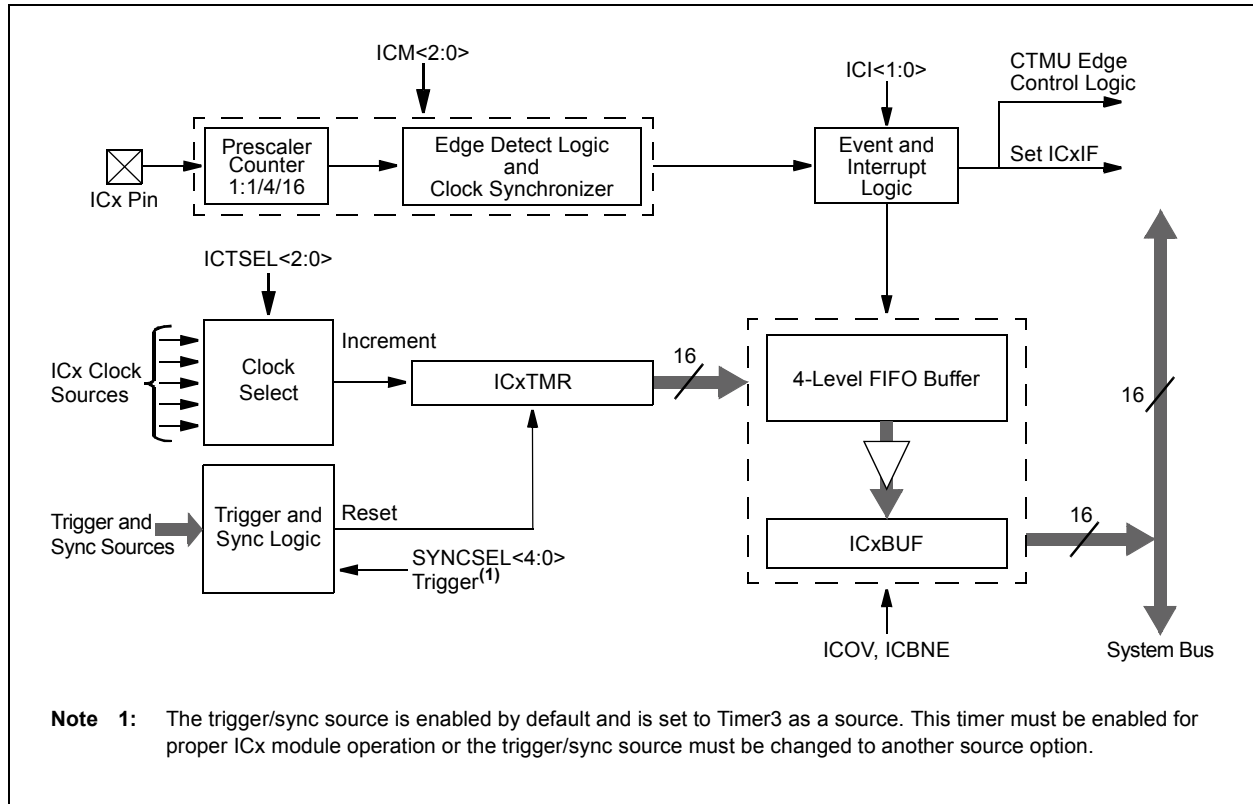 ICM<2:0>
ICI<1:0>
CTMU Edge
Control Logic
Prescaler
Counter
1:1/4/16
Edge Detect Logic
and
Clock Synchronizer
Event and
Interrupt
Logic
Set ICxIF
ICx Pin
ICTSEL<2:0>
ICx Clock
Sources
Clock
Select
Increment
ICxTMR
16
4-Level FIFO Buffer
16
Trigger and
Sync Sources
Trigger and
Sync Logic
Reset
SYNCSEL<4:0>
Trigger(1)
ICxBUF
16
ICOV, ICBNE
System Bus
Note 1: The trigger/sync source is enabled by default and is set to Timer3 as a source. This timer must be enabled for
proper ICx module operation or the trigger/sync source must be changed to another source option.